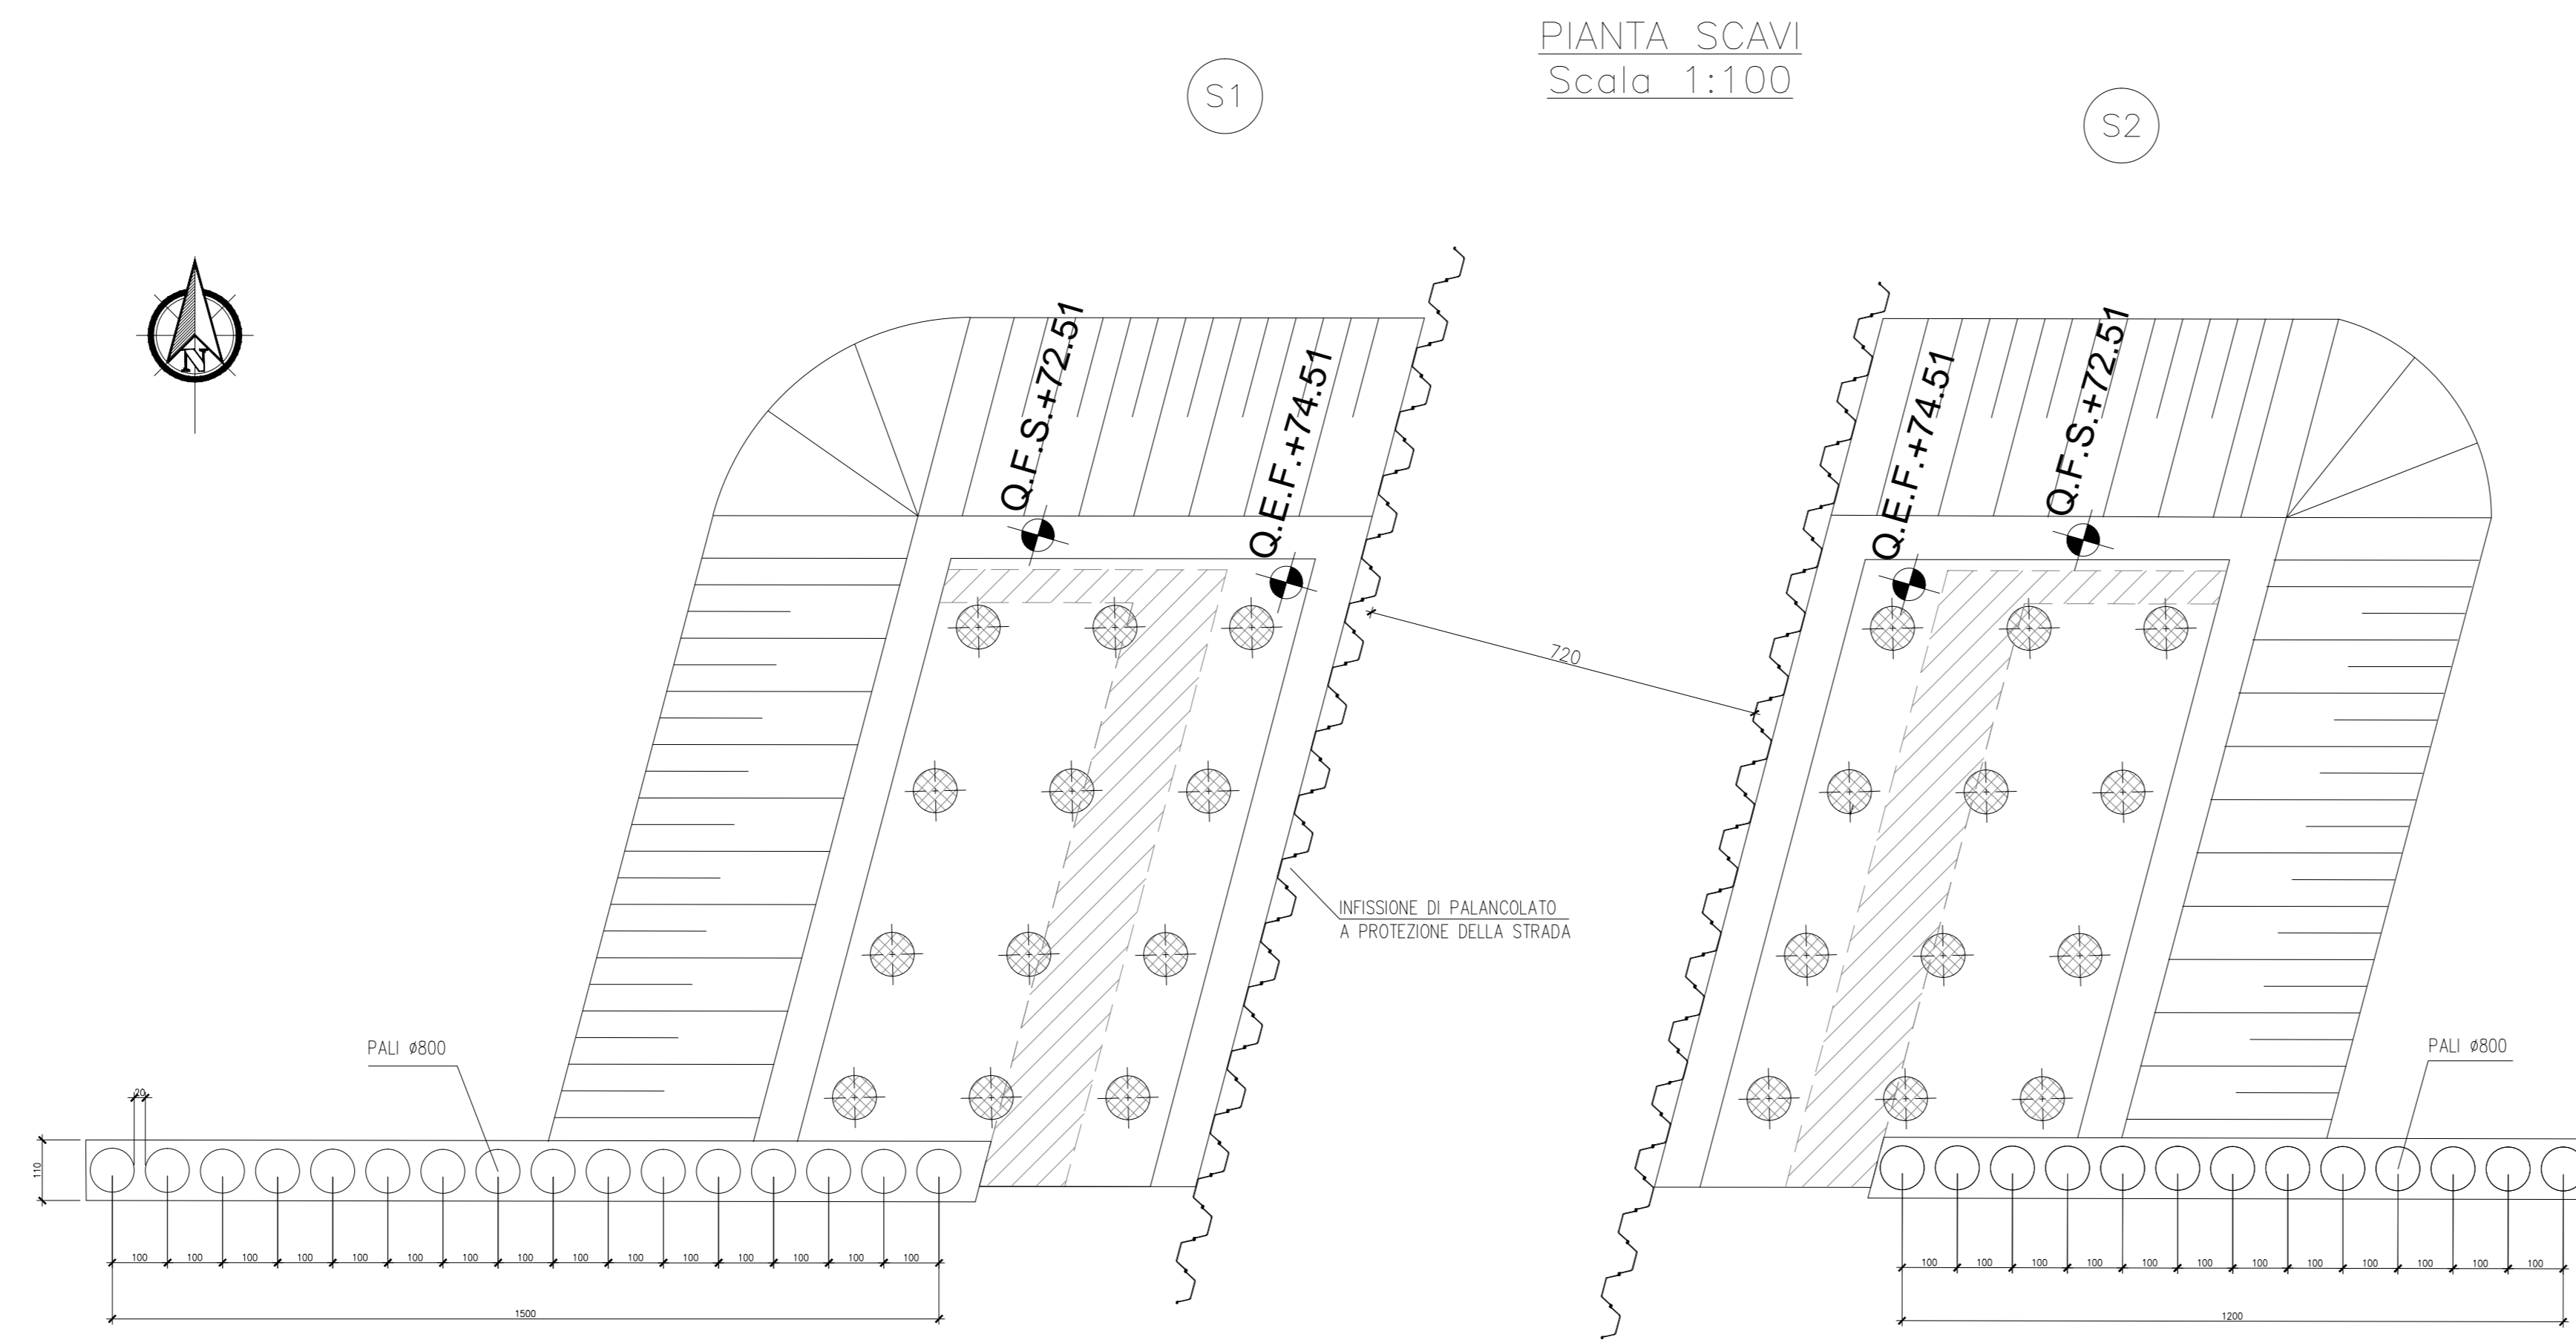 PIANTA SCAVI
Scala 1:100
S1
S2
N
Q.F.S.+72.51
Q.E.F.+74.51
Q.E.F.+74.51
Q.F.S.+72.51
720
INFISSIONE DI PALANCOLATO
A PROTEZIONE DELLA STRADA
PALI ø800
PALI ø800
20
110
100 100 100 100 100 100 100 100 100 100 100 100 100 100 100
1500
100 100 100 100 100 100 100 100 100 100 100 100
1200